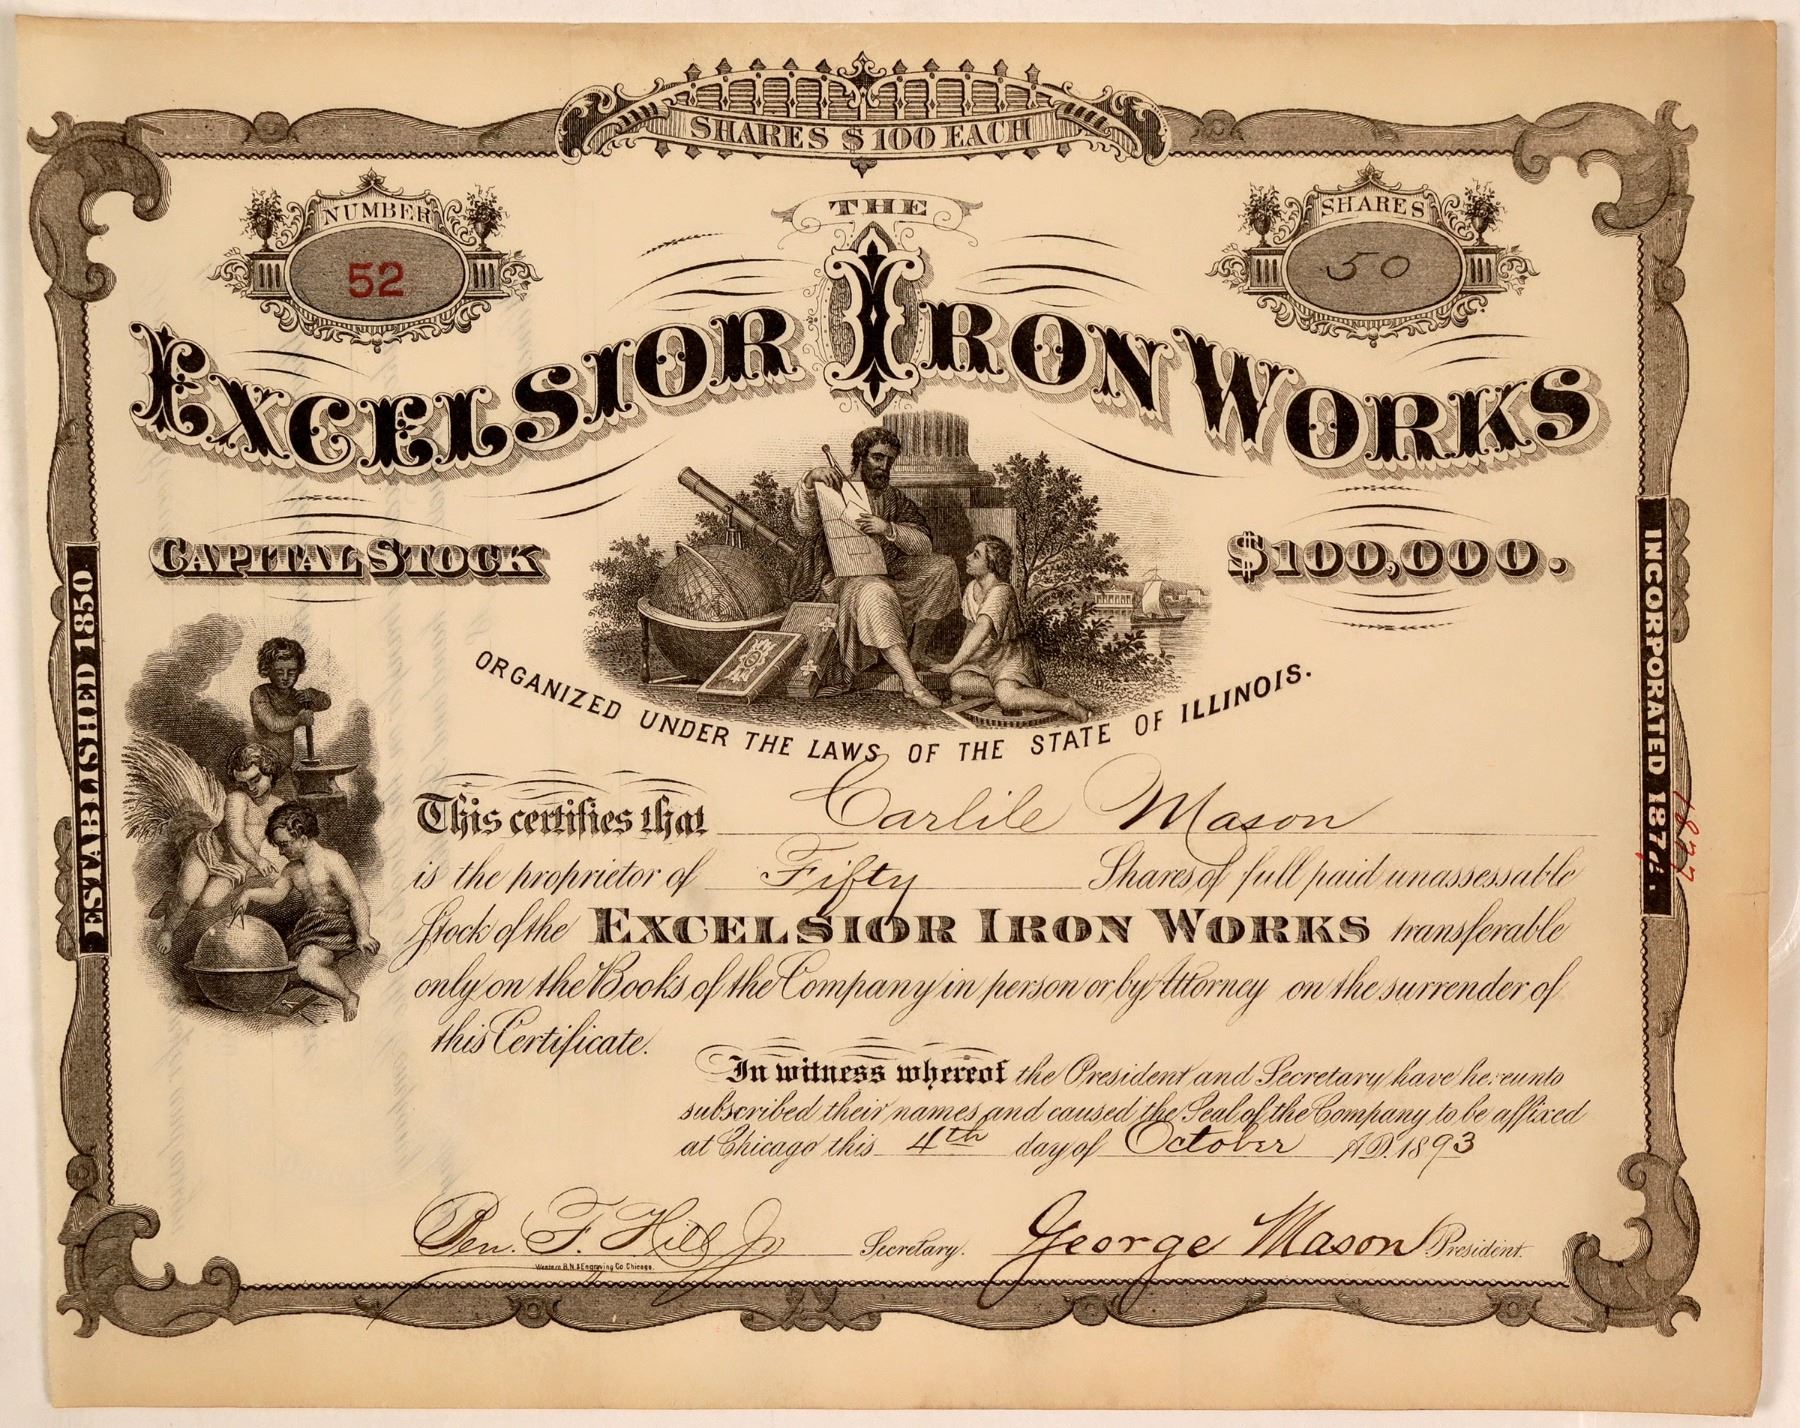 SHARES $100 EACH
NUMBER
52
SHARES
50
THE
EXCELSIOR IRON WORKS
CAPITAL STOCK
$100,000.
ORGANIZED UNDER THE LAWS OF THE STATE OF ILLINOIS.
ESTABLISHED 1850
INCORPORATED 187
1877
This certifies that Carlile Mason
is the proprietor of Fifty Shares of full paid unassessable
Stock of the EXCELSIOR IRON WORKS transferable
only on the Books of the Company in person or by Attorney on the surrender of
this Certificate.
In witness whereof the President and Secretary have hereunto
subscribed their names and caused the Seal of the Company to be affixed
at Chicago this 4th day of October A.D. 1893
Ben. F. Hill Jr Secretary. George Mason President.
Western B.N. & Engraving Co. Chicago.